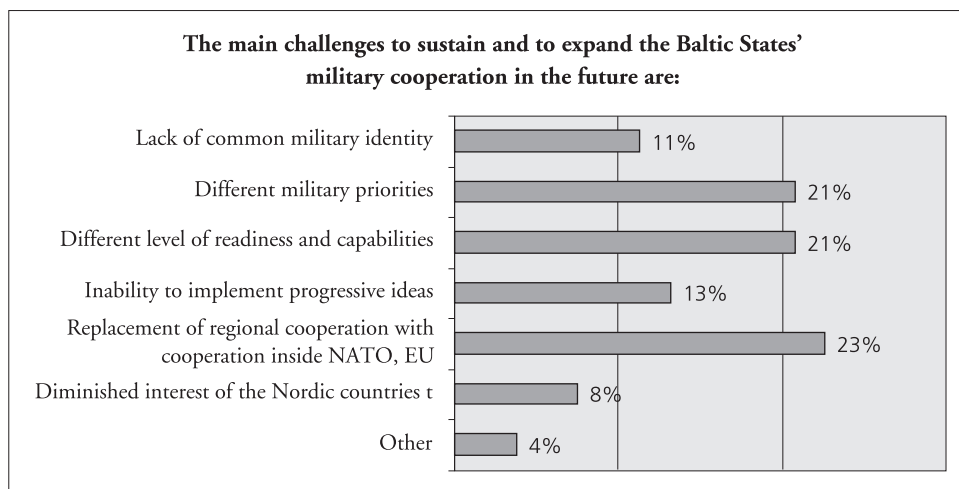 The main challenges to sustain and to expand the Baltic States’
military cooperation in the future are:
Lack of common military identity
11%
Different military priorities
21%
Different level of readiness and capabilities
21%
Inability to implement progressive ideas
13%
Replacement of regional cooperation with
cooperation inside NATO, EU
23%
Diminished interest of the Nordic countries t
8%
Other
4%